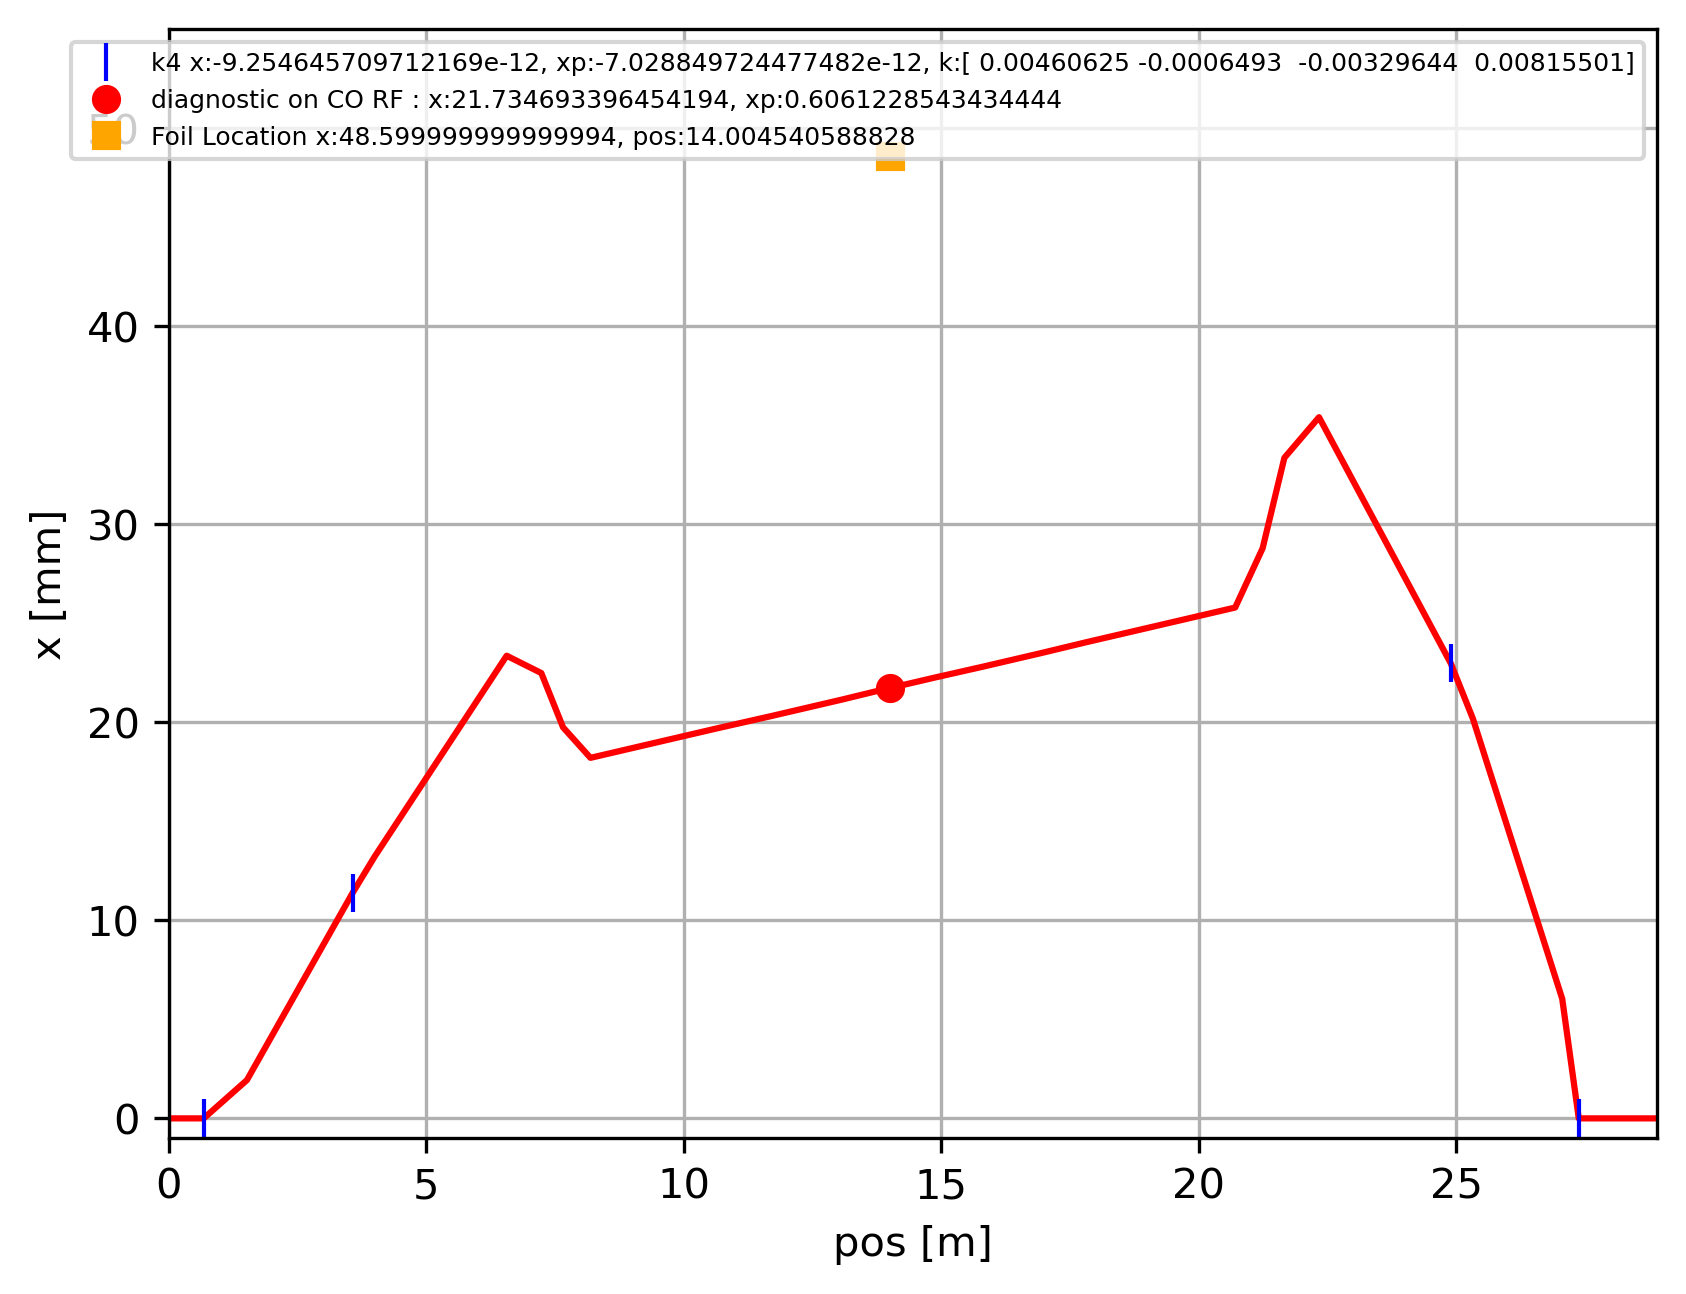 k4 x:-9.254645709712169e-12, xp:-7.028849724477482e-12, k:[ 0.00460625 -0.0006493  -0.00329644  0.00815501]
diagnostic on CO RF : x:21.734693396454194, xp:0.6061228543434444
Foil Location x:48.599999999999994, pos:14.004540588828
50
40
30
20
10
0
x [mm]
0 5 10 15 20 25
pos [m]